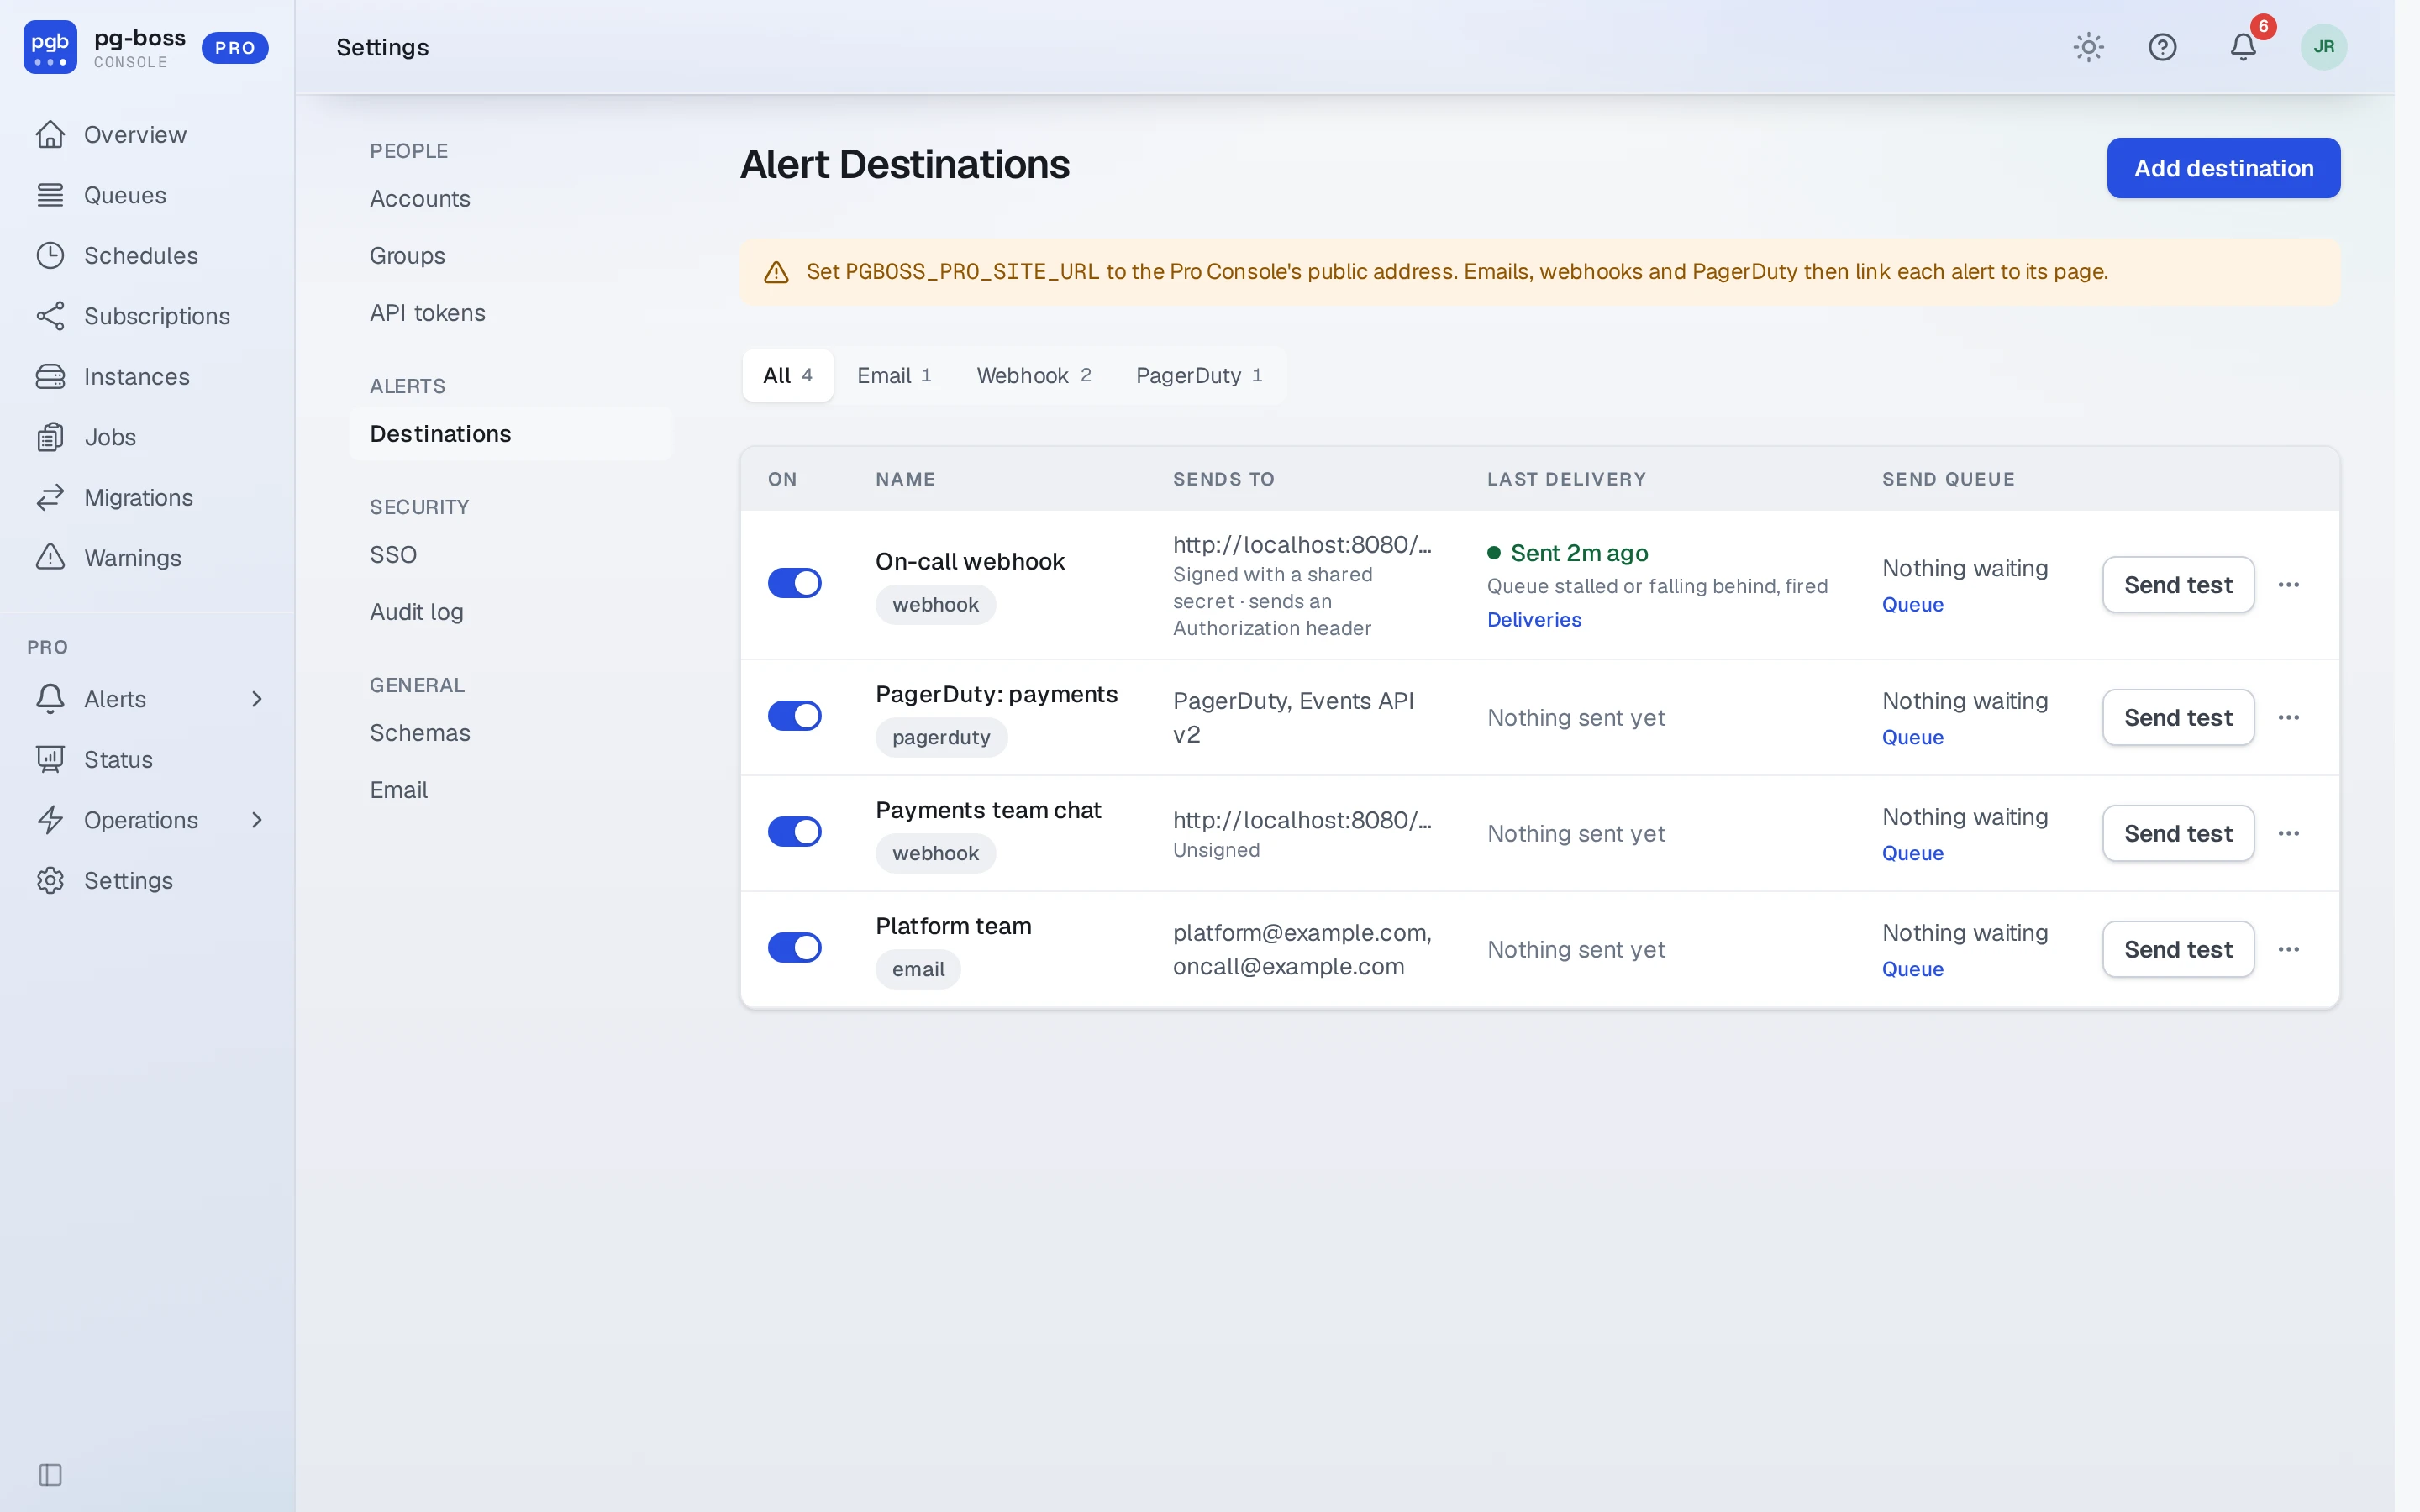 pgb
pg-boss
CONSOLE
PRO
Overview
Queues
Schedules
Subscriptions
Instances
Jobs
Migrations
Warnings
PRO
Alerts
Status
Operations
Settings
Settings
6
JR
PEOPLE
Accounts
Groups
API tokens
ALERTS
Destinations
SECURITY
SSO
Audit log
GENERAL
Schemas
Email
Alert Destinations
Add destination
Set PGBOSS_PRO_SITE_URL to the Pro Console's public address. Emails, webhooks and PagerDuty then link each alert to its page.
All 4
Email 1
Webhook 2
PagerDuty 1
ON
NAME
SENDS TO
LAST DELIVERY
SEND QUEUE
On-call webhook
webhook
http://localhost:8080/...
Signed with a shared
secret · sends an
Authorization header
Sent 2m ago
Queue stalled or falling behind, fired
Deliveries
Nothing waiting
Queue
Send test
PagerDuty: payments
pagerduty
PagerDuty, Events API
v2
Nothing sent yet
Nothing waiting
Queue
Send test
Payments team chat
webhook
http://localhost:8080/...
Unsigned
Nothing sent yet
Nothing waiting
Queue
Send test
Platform team
email
platform@example.com,
oncall@example.com
Nothing sent yet
Nothing waiting
Queue
Send test